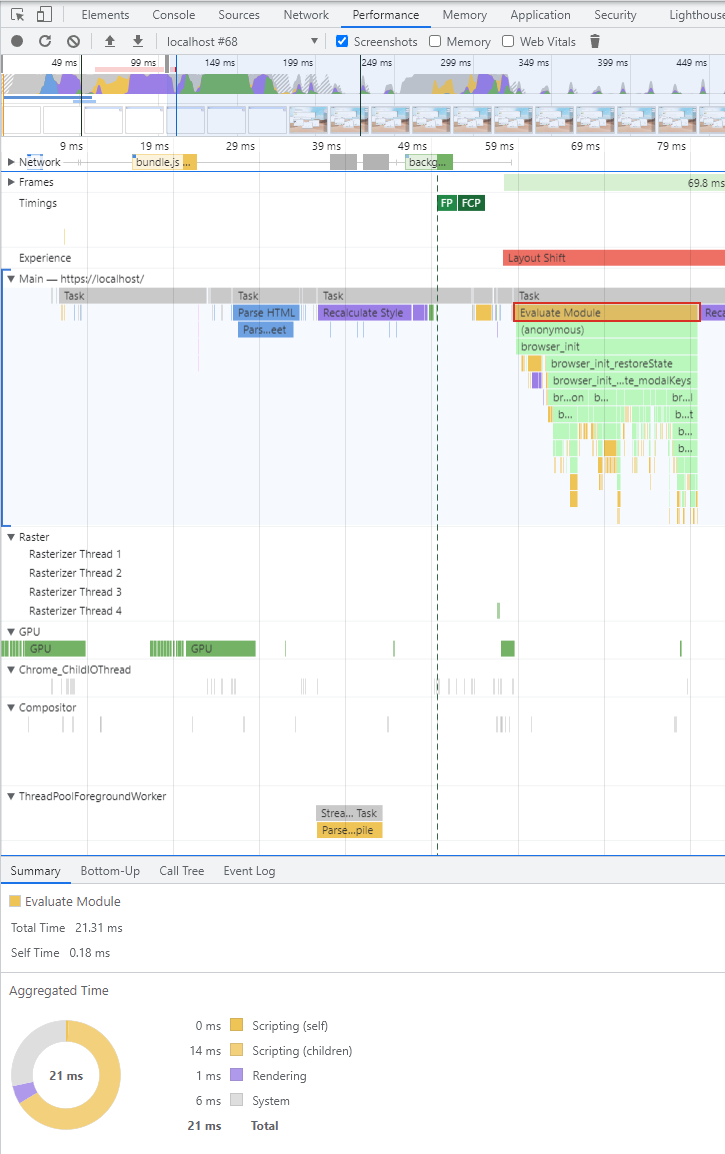 Elements Console Sources Network Performance Memory Application Security Lighthouse
localhost #68 Screenshots Memory Web Vitals
49 ms 99 ms 149 ms 199 ms 249 ms 299 ms 349 ms 399 ms 449 ms
9 ms 19 ms 29 ms 39 ms 49 ms 59 ms 69 ms 79 ms
Network bundle.js ... backg...
Frames 69.8 ms
Timings FP FCP
Experience Layout Shift
Main — https://localhost/
Task Task Task Task
Parse HTML Recalculate Style Evaluate Module Reca
Pars...eet (anonymous)
browser_init
browser_init_restoreState
browser_init_...te_modalKeys
br...on b... br...l
b... b...t
b...
b...
Raster
Rasterizer Thread 1
Rasterizer Thread 2
Rasterizer Thread 3
Rasterizer Thread 4
GPU
GPU GPU
Chrome_ChildIOThread
Compositor
ThreadPoolForegroundWorker
Strea... Task
Parse...pile
Summary Bottom-Up Call Tree Event Log
Evaluate Module
Total Time 21.31 ms
Self Time 0.18 ms
Aggregated Time
0 ms Scripting (self)
14 ms Scripting (children)
21 ms
1 ms Rendering
6 ms System
21 ms Total